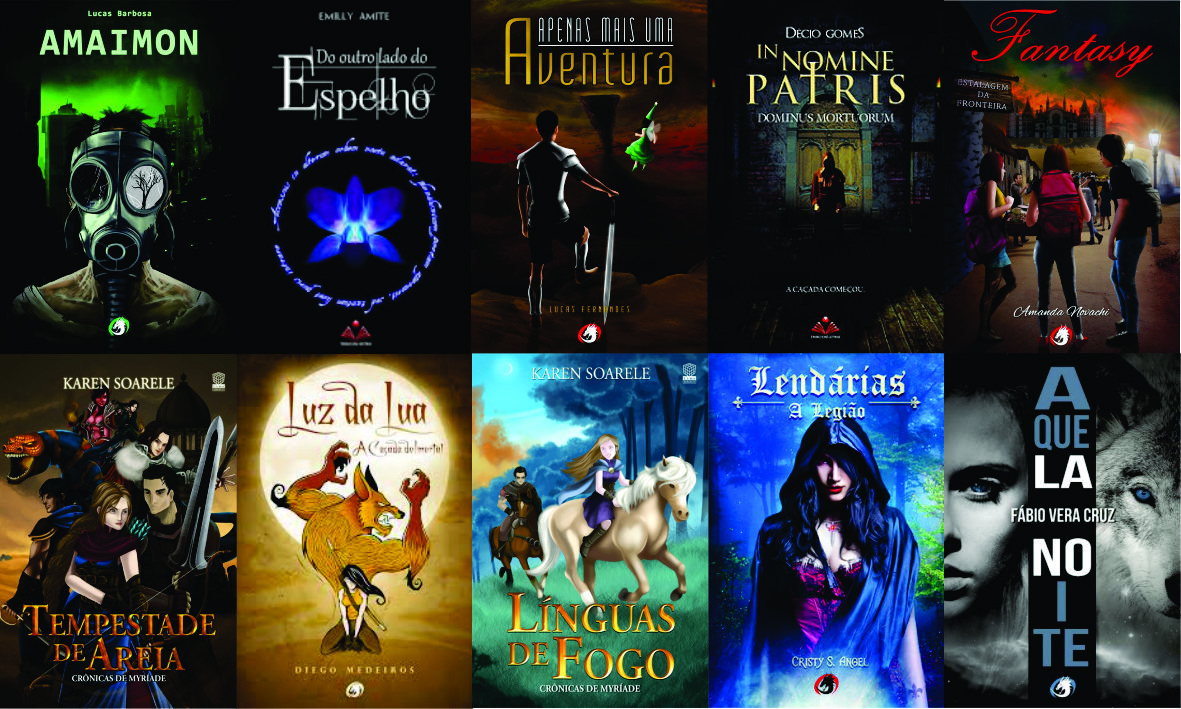 Lucas Barbosa
AMAIMON
EMILLY AMITE
Do outro lado do
Espelho
APENAS MAIS UMA
AVENTURA
LUCAS FERNANDES
DECIO GOMES
IN NOMINE
PATRIS
DOMINUS MORTUORUM
A CAÇADA COMEÇOU.
Fantasy
ESTALAGEM
DA
FRONTEIRA
Amanda Novachi
KAREN SOARELE
TEMPESTADE
DE AREIA
CRÔNICAS DE MYRÍADE
Luz da Lua
A Caçada do Imortal
DIEGO MEDEIROS
KAREN SOARELE
LÍNGUAS
DE FOGO
CRÔNICAS DE MYRÍADE
Lendárias
A Legião
CRISTY S. ANGEL
A
QUE
LA
FÁBIO VERA CRUZ
NO
I
TE